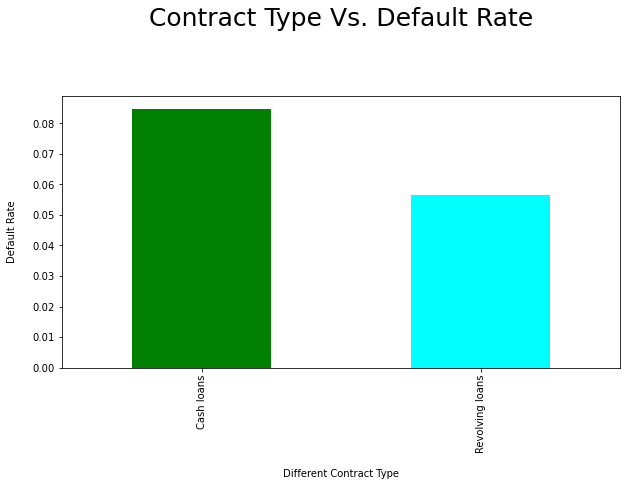 Contract Type Vs. Default Rate
Default Rate
0.08
0.07
0.06
0.05
0.04
0.03
0.02
0.01
0.00
Cash loans
Revolving loans
Different Contract Type